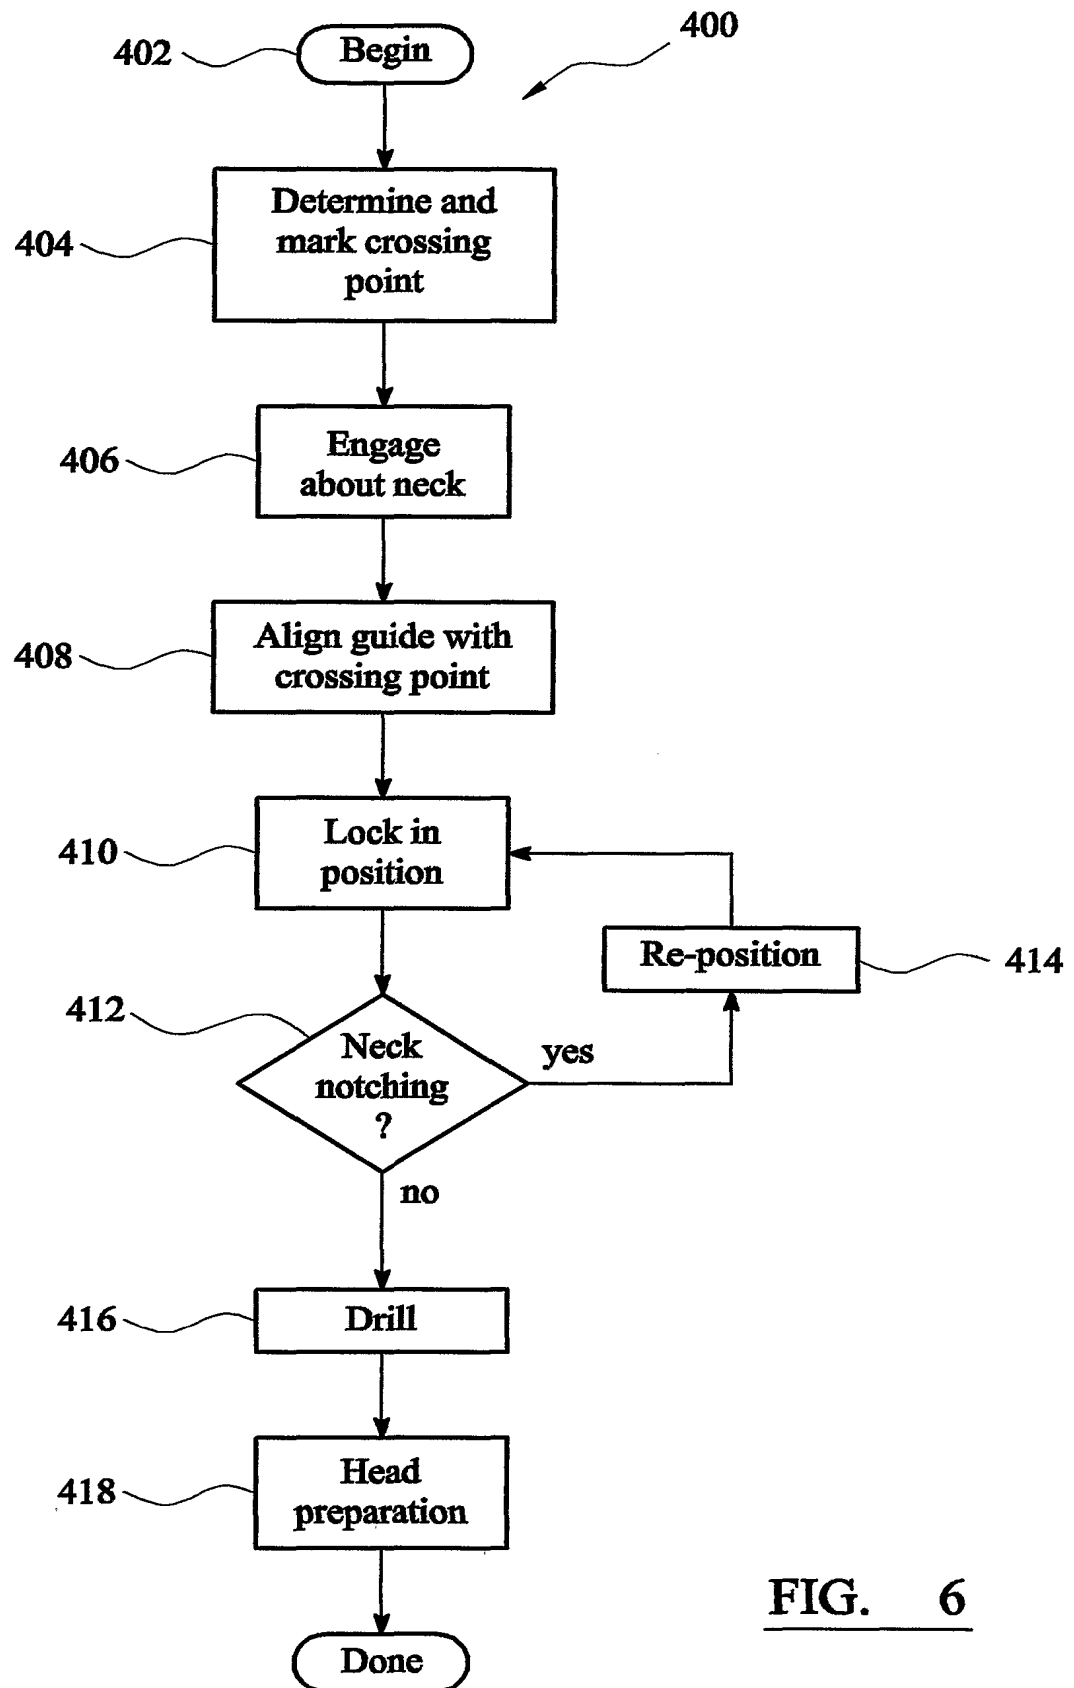 402
Begin
400
404
Determine and
mark crossing
point
406
Engage
about neck
408
Align guide with
crossing point
410
Lock in
position
Re-position
414
412
Neck
notching
?
yes
no
416
Drill
418
Head
preparation
Done
FIG. 6